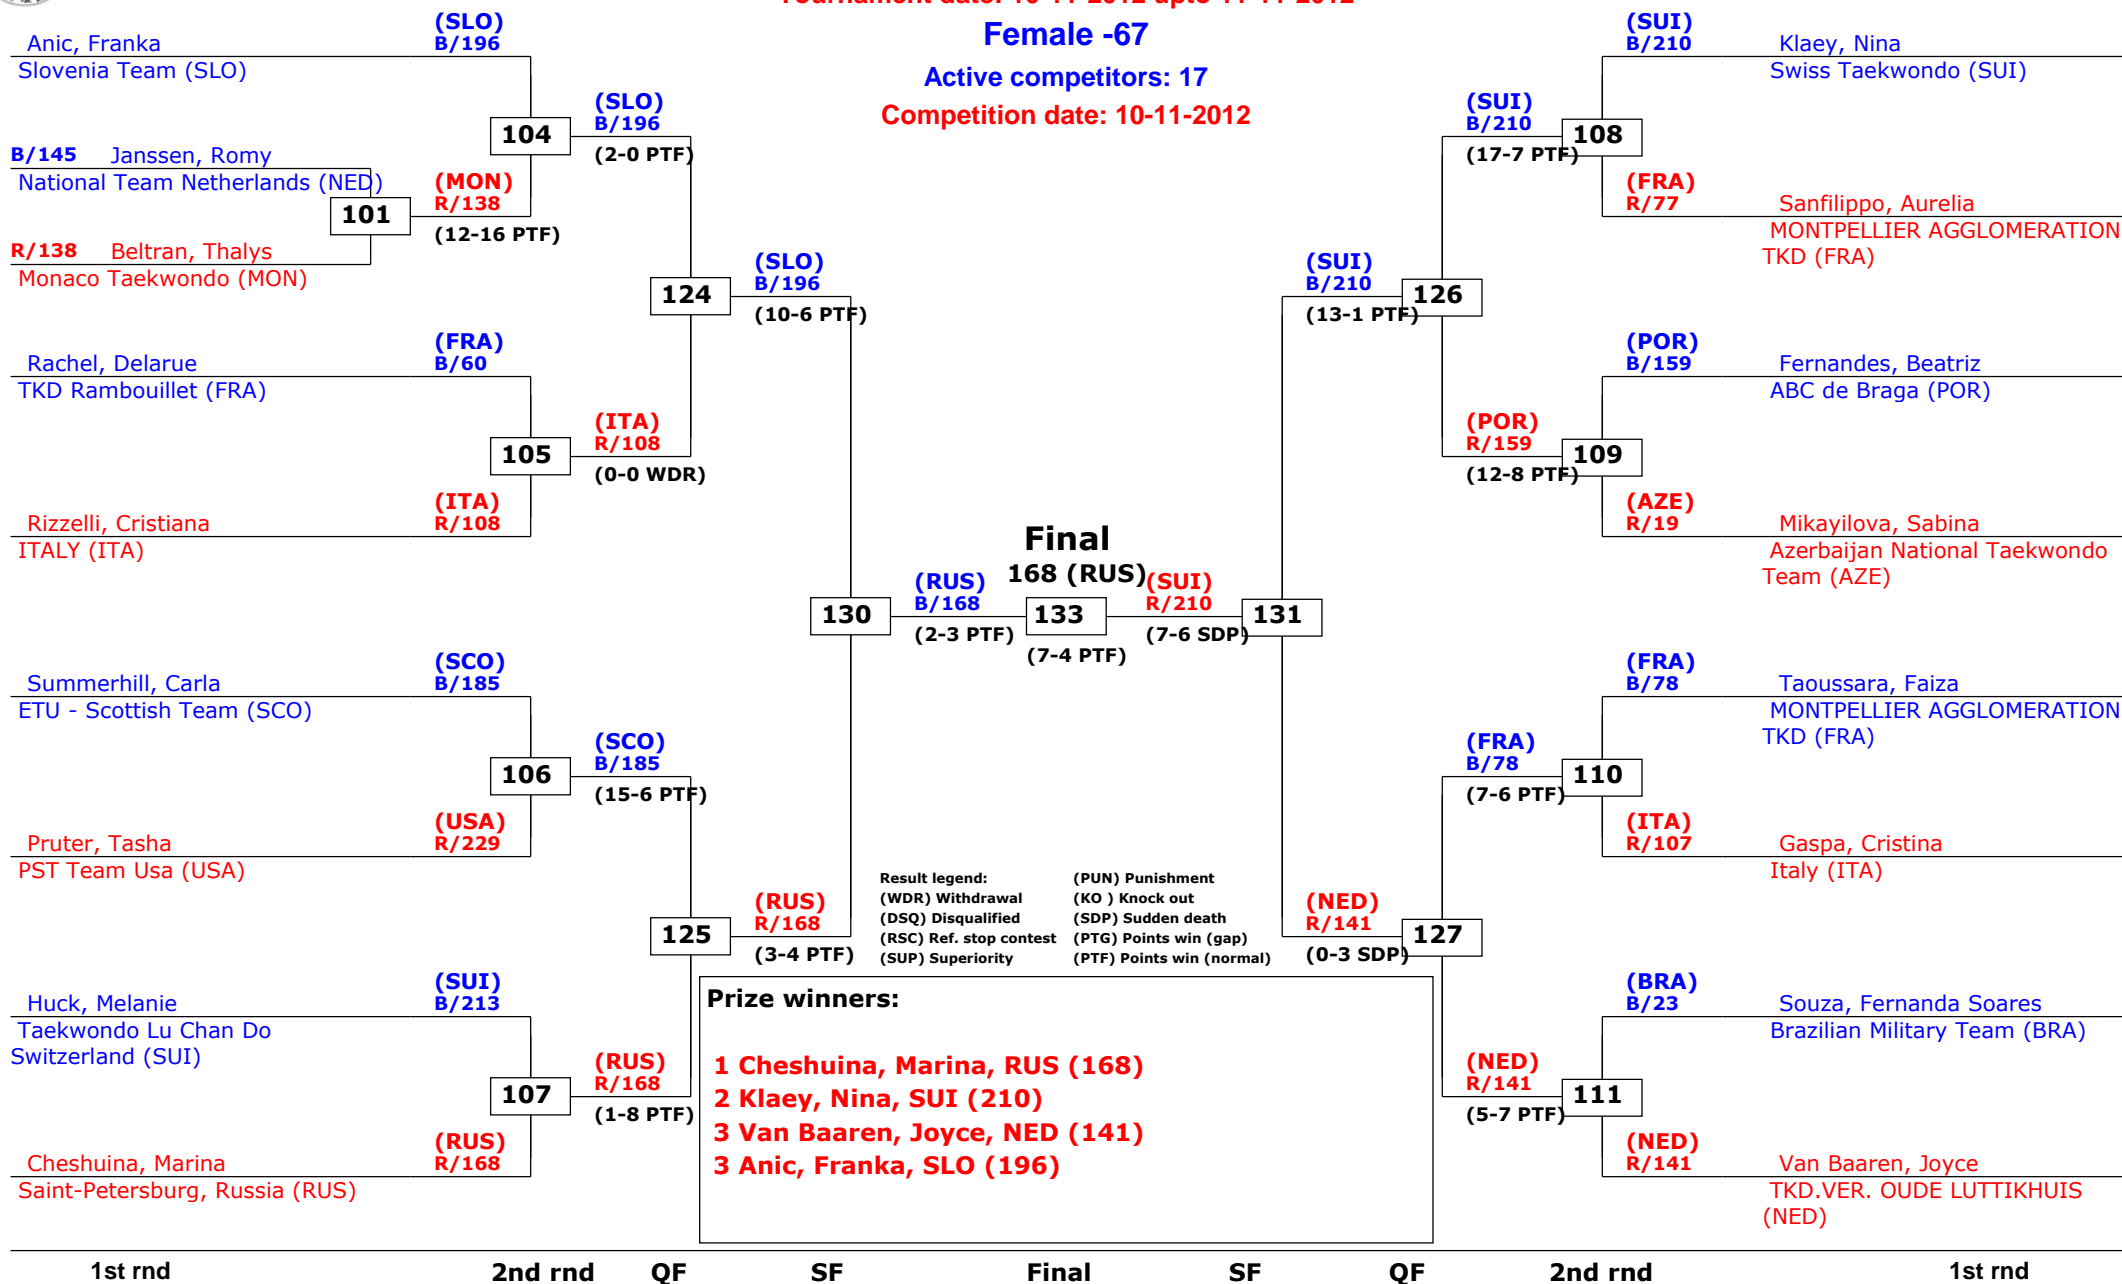 Tournament date: 10-11-2012 upto 11-11-2012
Female -67
Active competitors: 17
Competition date: 10-11-2012
(SLO)
B/196
Anic, Franka
Slovenia Team (SLO)
B/145 Janssen, Romy
National Team Netherlands (NED)
R/138 Beltran, Thalys
Monaco Taekwondo (MON)
101
(MON)
R/138
(12-16 PTF)
104
(SLO)
B/196
(2-0 PTF)
(FRA)
B/60
Rachel, Delarue
TKD Rambouillet (FRA)
(ITA)
R/108
Rizzelli, Cristiana
ITALY (ITA)
105
(ITA)
R/108
(0-0 WDR)
124
(SLO)
B/196
(10-6 PTF)
(SCO)
B/185
Summerhill, Carla
ETU - Scottish Team (SCO)
(USA)
R/229
Pruter, Tasha
PST Team Usa (USA)
106
(SCO)
B/185
(15-6 PTF)
(SUI)
B/213
Huck, Melanie
Taekwondo Lu Chan Do
Switzerland (SUI)
(RUS)
R/168
Cheshuina, Marina
Saint-Petersburg, Russia (RUS)
107
(RUS)
R/168
(1-8 PTF)
125
(RUS)
R/168
(3-4 PTF)
130
(RUS)
B/168
(2-3 PTF)
Final
168 (RUS)
133
(7-4 PTF)
(SUI)
R/210
(7-6 SDP)
131
(SUI)
B/210
(13-1 PTF)
126
(SUI)
B/210
(17-7 PTF)
108
(SUI)
B/210
Klaey, Nina
Swiss Taekwondo (SUI)
(FRA)
R/77
Sanfilippo, Aurelia
MONTPELLIER AGGLOMERATION
TKD (FRA)
(POR)
R/159
(12-8 PTF)
109
(POR)
B/159
Fernandes, Beatriz
ABC de Braga (POR)
(AZE)
R/19
Mikayilova, Sabina
Azerbaijan National Taekwondo
Team (AZE)
(NED)
R/141
(0-3 SDP)
127
(FRA)
B/78
(7-6 PTF)
110
(FRA)
B/78
Taoussara, Faiza
MONTPELLIER AGGLOMERATION
TKD (FRA)
(ITA)
R/107
Gaspa, Cristina
Italy (ITA)
(NED)
R/141
(5-7 PTF)
111
(BRA)
B/23
Souza, Fernanda Soares
Brazilian Military Team (BRA)
(NED)
R/141
Van Baaren, Joyce
TKD.VER. OUDE LUTTIKHUIS
(NED)
Result legend:
(WDR) Withdrawal
(DSQ) Disqualified
(RSC) Ref. stop contest
(SUP) Superiority
(PUN) Punishment
(KO ) Knock out
(SDP) Sudden death
(PTG) Points win (gap)
(PTF) Points win (normal)
Prize winners:
1 Cheshuina, Marina, RUS (168)
2 Klaey, Nina, SUI (210)
3 Van Baaren, Joyce, NED (141)
3 Anic, Franka, SLO (196)
1st rnd 2nd rnd QF SF Final SF QF 2nd rnd 1st rnd